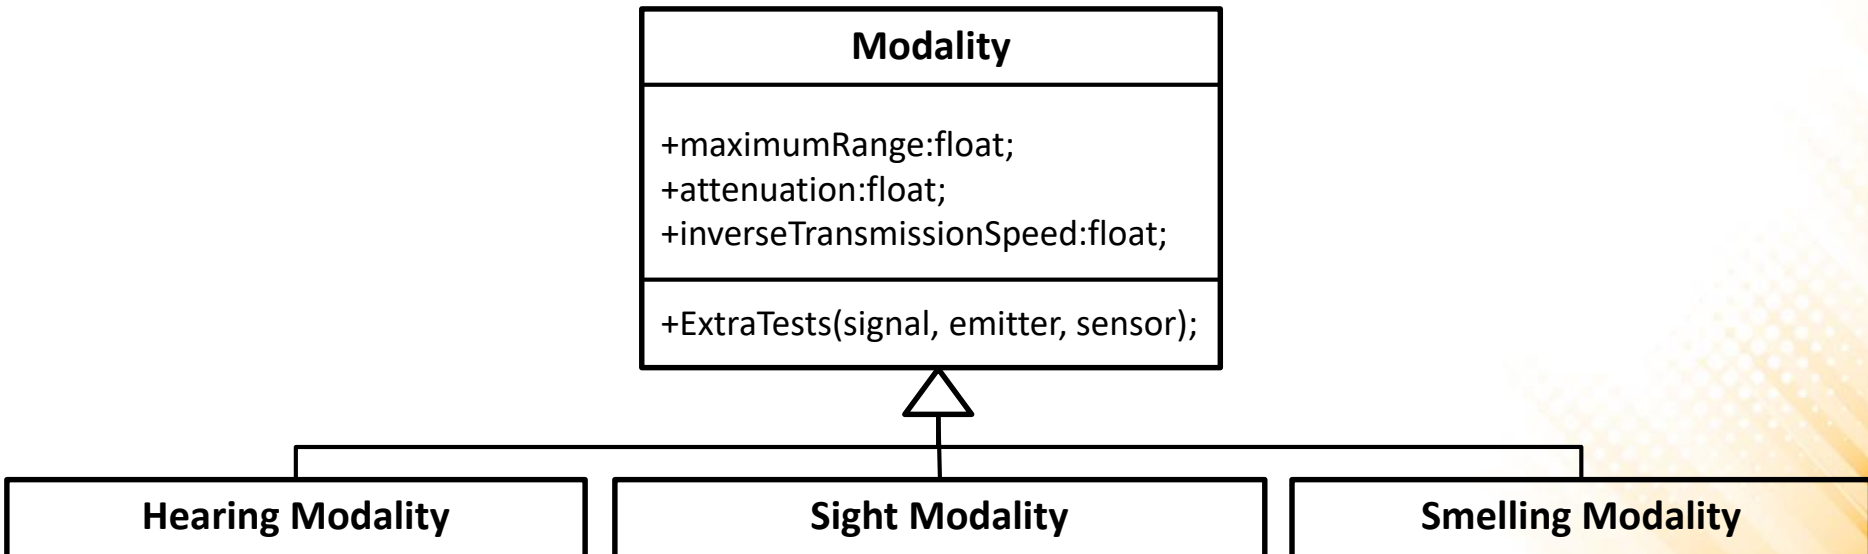 Modality
+maximumRange:float;
+attenuation:float;
+inverseTransmissionSpeed:float;
+ExtraTests(signal, emitter, sensor);
Hearing Modality
Sight Modality
Smelling Modality